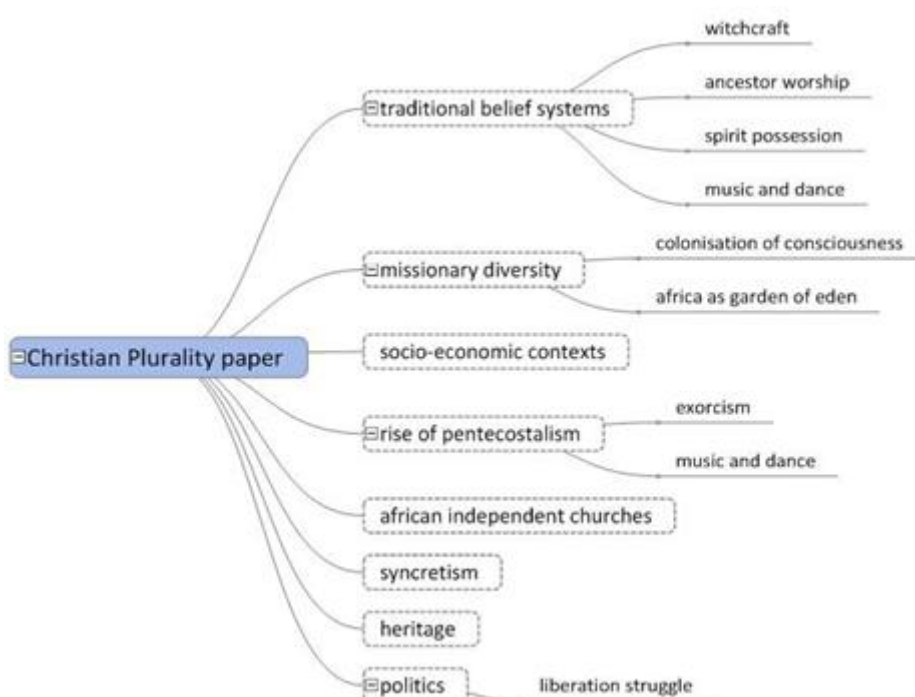 Christian Plurality paper
traditional belief systems
witchcraft
ancestor worship
spirit possession
music and dance
missionary diversity
colonisation of consciousness
africa as garden of eden
socio-economic contexts
rise of pentecostalism
exorcism
music and dance
african independent churches
syncretism
heritage
politics
liberation struggle